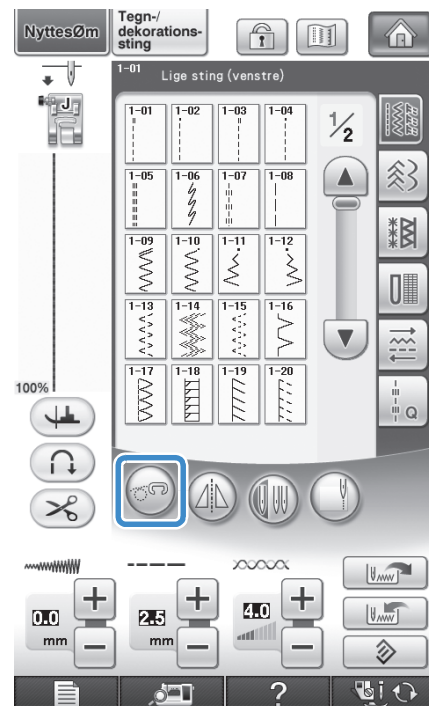 NyttesØm
Tegn-/
dekorations-
sting
1-01
Lige sting (venstre)
J
1-01 1-02 1-03 1-04
1/2
1-05 1-06 1-07 1-08
1-09 1-10 1-11 1-12
1-13 1-14 1-15 1-16
1-17 1-18 1-19 1-20
100%
Q
0.0 2.5 4.0
mm mm
?